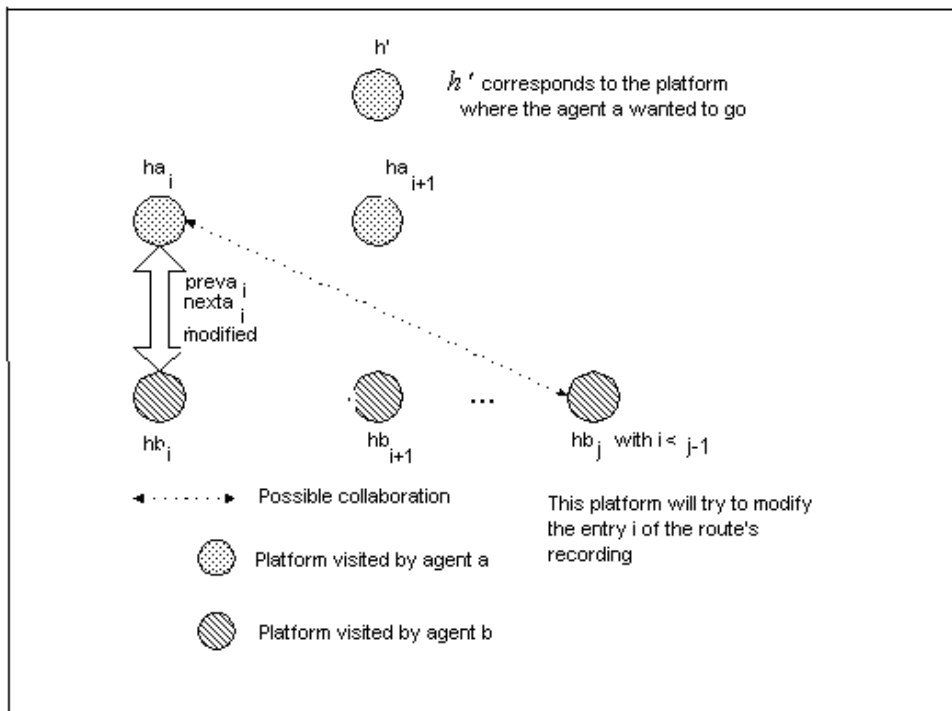 h'
h' corresponds to the platform
where the agent a wanted to go
ha i
ha i+1
preva i
nexta i
modified
...
hb i
hb i+1
hb j with i < j-1
Possible collaboration
This platform will try to modify
the entry i of the route's
recording
Platform visited by agent a
Platform visited by agent b